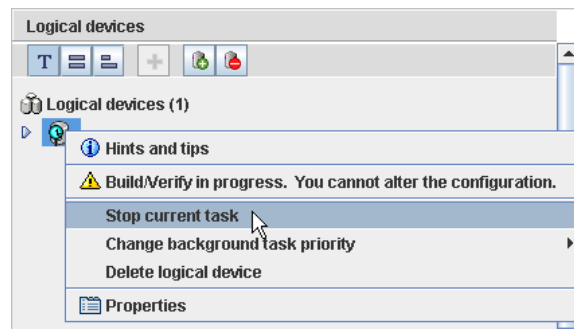 Logical devices
T
Logical devices (1)
Hints and tips
Build/Verify in progress. You cannot alter the configuration.
Stop current task
Change background task priority
Delete logical device
Properties